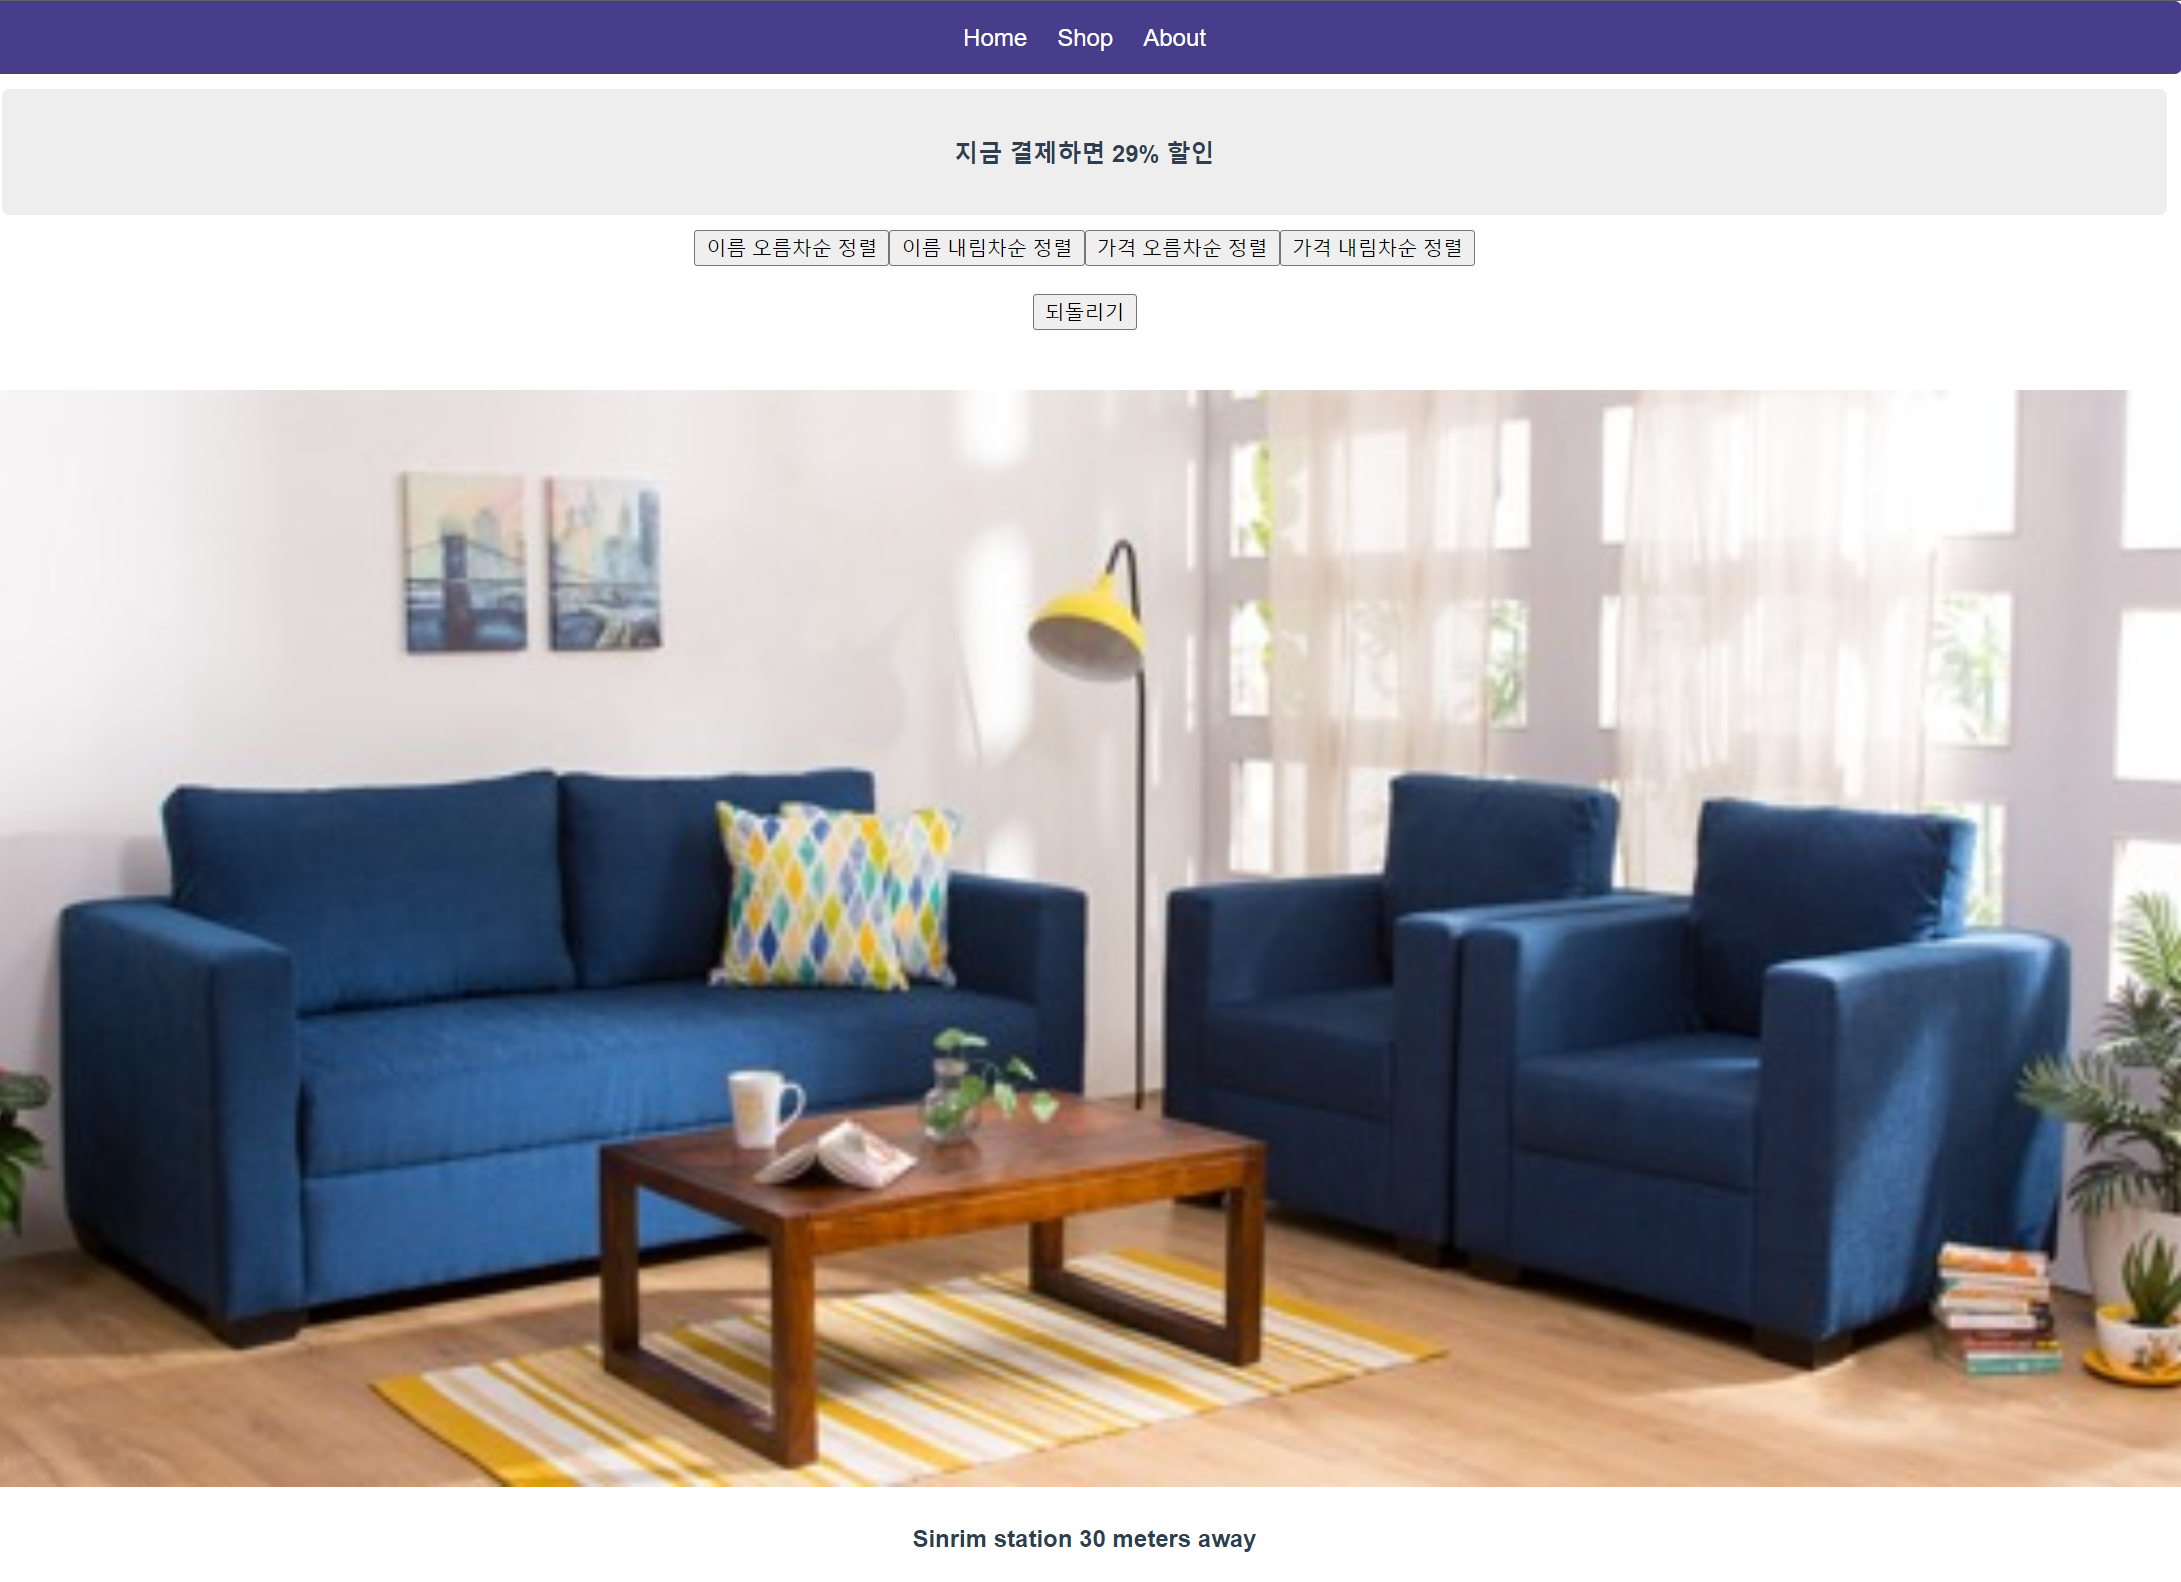 Home Shop About
지금 결제하면 29% 할인
이름 오름차순 정렬 이름 내림차순 정렬 가격 오름차순 정렬 가격 내림차순 정렬
되돌리기
Sinrim station 30 meters away